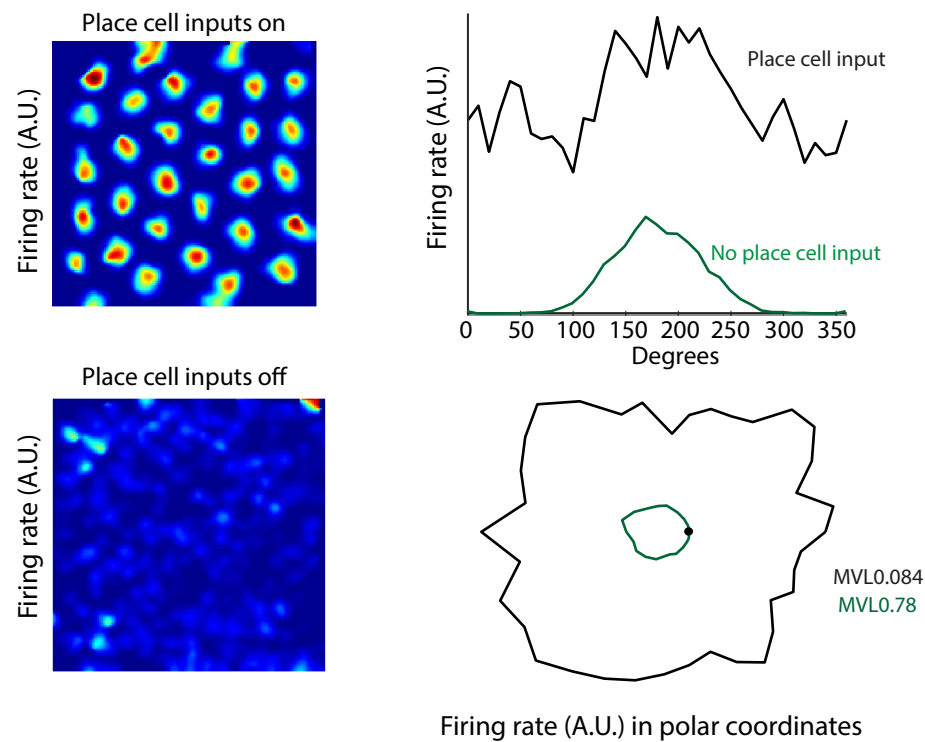 Place cell inputs on
Firing rate (A.U.)
Firing rate (A.U.)
Place cell input
No place cell input
0 50 100 150 200 250 300 350
Degrees
Place cell inputs off
Firing rate (A.U.)
MVL0.084
MVL0.78
Firing rate (A.U.) in polar coordinates